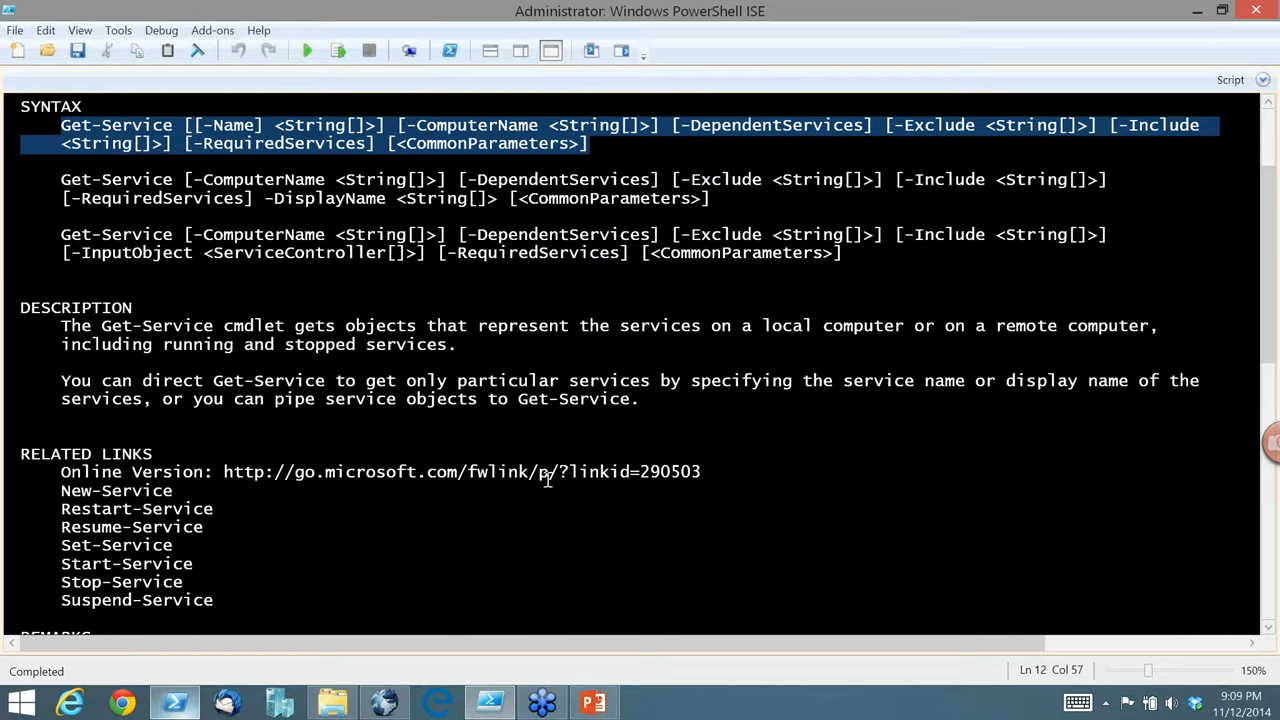 Administrator: Windows PowerShell ISE
File Edit View Tools Debug Add-ons Help
Script
SYNTAX
Get-Service [[-Name] <String[]>] [-ComputerName <String[]>] [-DependentServices] [-Exclude <String[]>] [-Include
<String[]>] [-RequiredServices] [<CommonParameters>]
Get-Service [-ComputerName <String[]>] [-DependentServices] [-Exclude <String[]>] [-Include <String[]>]
[-RequiredServices] -DisplayName <String[]> [<CommonParameters>]
Get-Service [-ComputerName <String[]>] [-DependentServices] [-Exclude <String[]>] [-Include <String[]>]
[-InputObject <ServiceController[]>] [-RequiredServices] [<CommonParameters>]
DESCRIPTION
The Get-Service cmdlet gets objects that represent the services on a local computer or on a remote computer,
including running and stopped services.
You can direct Get-Service to get only particular services by specifying the service name or display name of the
services, or you can pipe service objects to Get-Service.
RELATED LINKS
Online Version: http://go.microsoft.com/fwlink/p/?linkid=290503
New-Service
Restart-Service
Resume-Service
Set-Service
Start-Service
Stop-Service
Suspend-Service
REMARKS
Completed
Ln 12 Col 57
150%
9:09 PM
11/12/2014